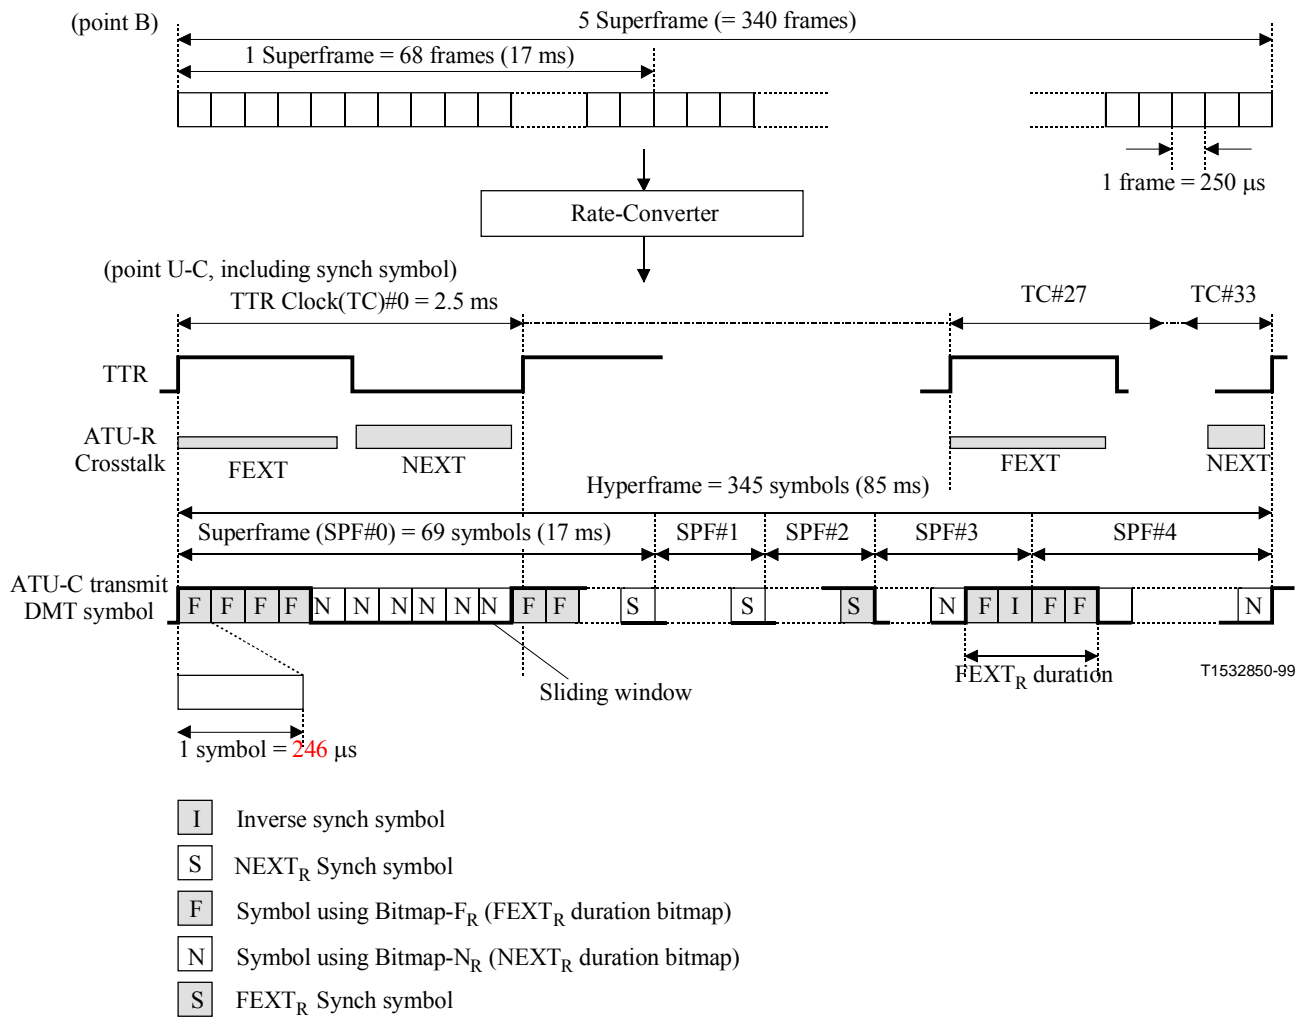 (point B)
5 Superframe (= 340 frames)
1 Superframe = 68 frames (17 ms)
1 frame = 250 μs
Rate-Converter
(point U-C, including synch symbol)
TTR Clock(TC)#0 = 2.5 ms
TC#27
TC#33
TTR
ATU-R
Crosstalk
FEXT
NEXT
FEXT
NEXT
Hyperframe = 345 symbols (85 ms)
Superframe (SPF#0) = 69 symbols (17 ms)
SPF#1
SPF#2
SPF#3
SPF#4
ATU-C transmit
DMT symbol
F F F F N N N N N N F F S S S N F I F F N
Sliding window
FEXTR duration
T1532850-99
1 symbol = 246 μs
I Inverse synch symbol
S NEXTR Synch symbol
F Symbol using Bitmap-FR (FEXTR duration bitmap)
N Symbol using Bitmap-NR (NEXTR duration bitmap)
S FEXTR Synch symbol